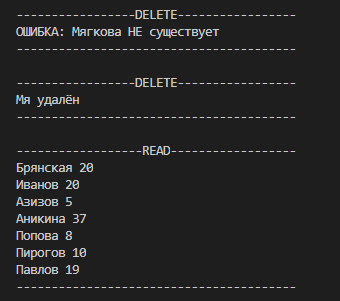 -----------------DELETE-----------------
ОШИБКА: Мягкова НЕ существует
----------------------------------------
-----------------DELETE-----------------
Мя удалён
----------------------------------------
------------------READ------------------
Брянская 20
Иванов 20
Азизов 5
Аникина 37
Попова 8
Пирогов 10
Павлов 19
----------------------------------------